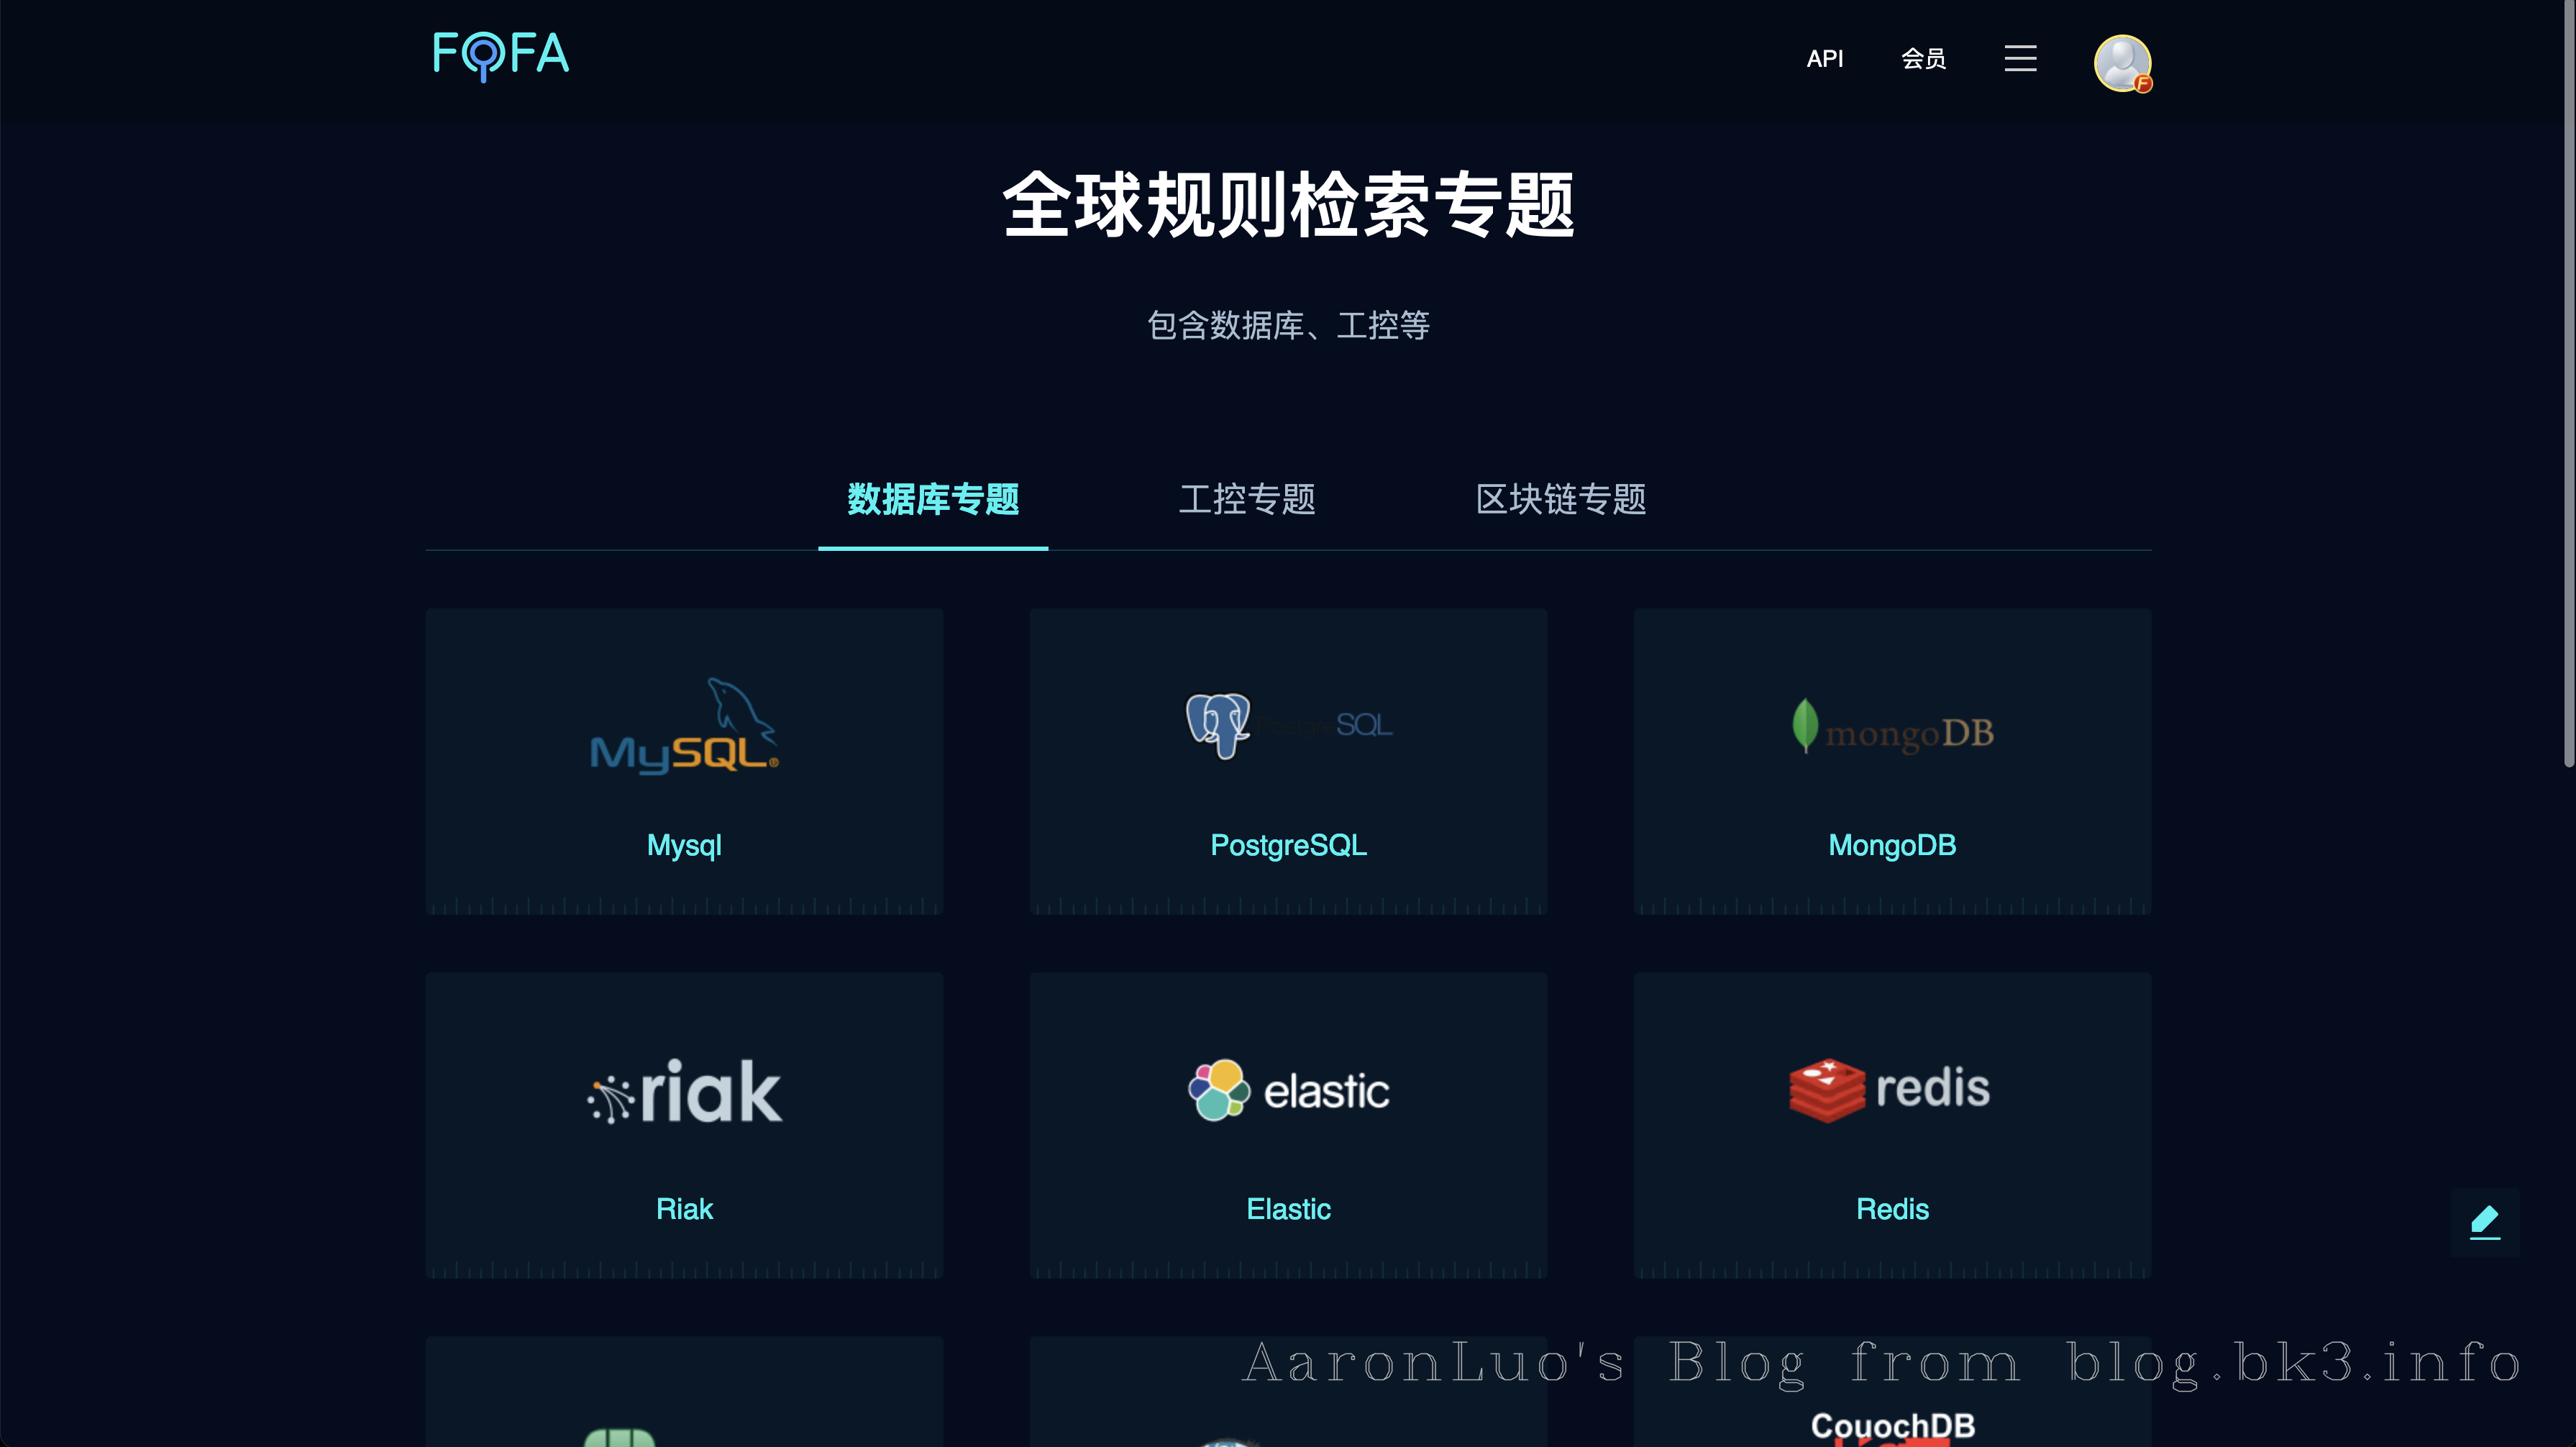 FOFA
API 会员
全球规则检索专题
包含数据库、工控等
数据库专题 工控专题 区块链专题
MySQL® PostgreSQL mongoDB
Mysql PostgreSQL MongoDB
riak elastic redis
Riak Elastic Redis
AaronLuo's Blog from blog.bk3.info
CouochDB